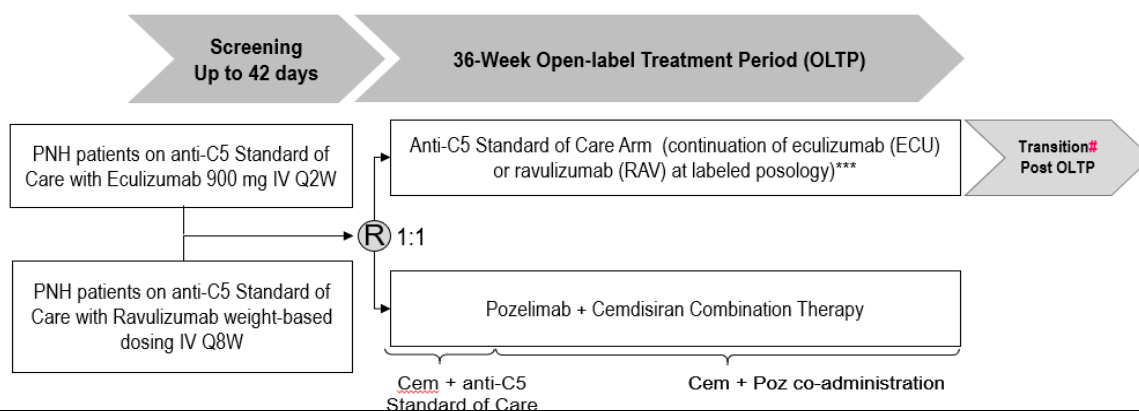 Screening
Up to 42 days
36-Week Open-label Treatment Period (OLTP)
PNH patients on anti-C5 Standard of
Care with Eculizumab 900 mg IV Q2W
Anti-C5 Standard of Care Arm (continuation of eculizumab (ECU)
or ravulizumab (RAV) at labeled posology)***
Transition#
Post OLTP
R 1:1
PNH patients on anti-C5 Standard of
Care with Ravulizumab weight-based
dosing IV Q8W
Pozelimab + Cemdisiran Combination Therapy
Cem + anti-C5
Standard of Care
Cem + Poz co-administration